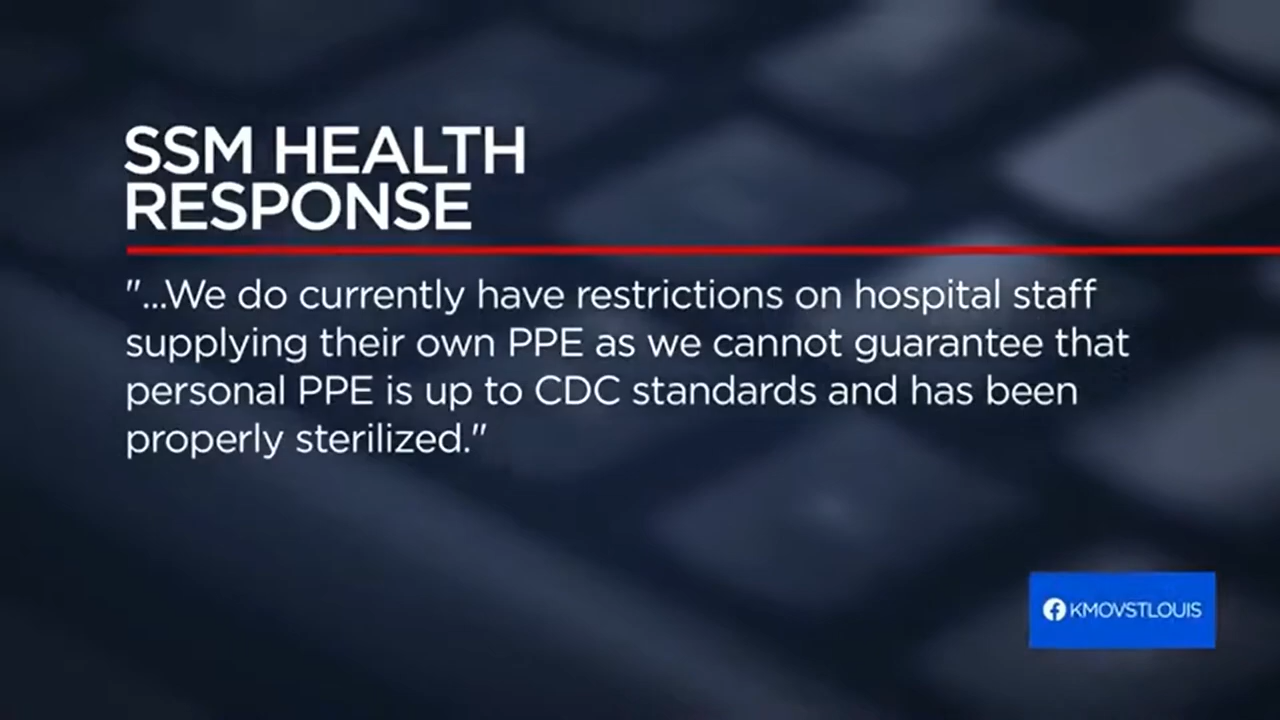 SSM HEALTH
RESPONSE
"...We do currently have restrictions on hospital staff
supplying their own PPE as we cannot guarantee that
personal PPE is up to CDC standards and has been
properly sterilized."
KMOVSTLOUIS